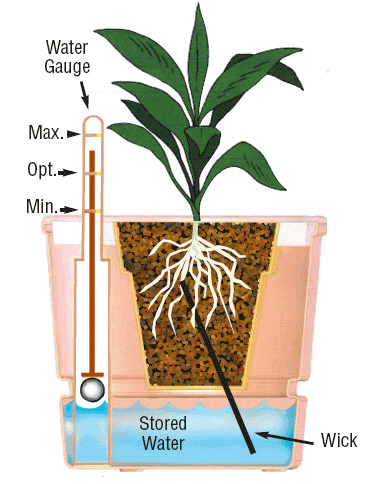 Water
Gauge
Max.
Opt.
Min.
Stored
Water
Wick